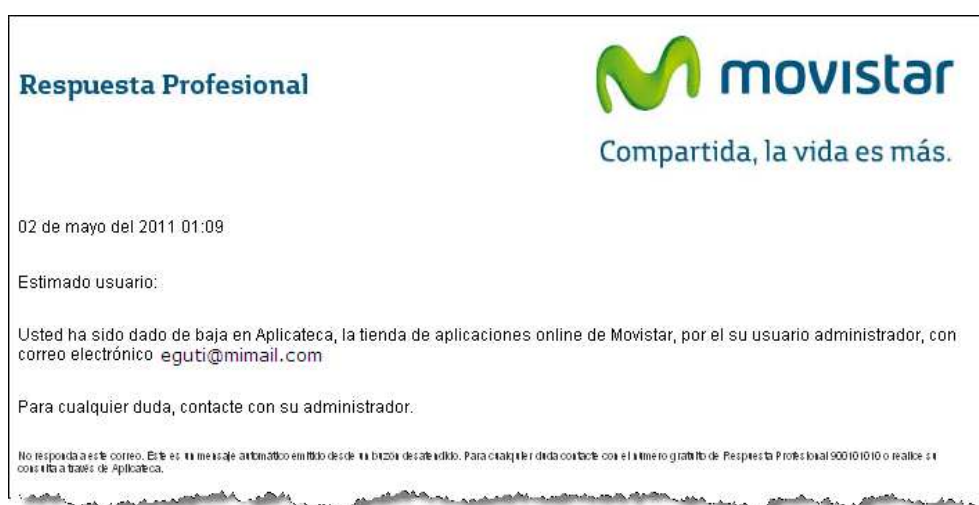 Respuesta Profesional
movistar
Compartida, la vida es más.
02 de mayo del 2011 01:09
Estimado usuario:
Usted ha sido dado de baja en Aplicateca, la tienda de aplicaciones online de Movistar, por el su usuario administrador, con
correo electrónico eguti@mimail.com
Para cualquier duda, contacte con su administrador.
No responda a este correo. Este es un mensaje automático emitido desde un buzón desatendido. Para cualquier duda contacte con el número gratuito de Respuesta Profesional 900101010 o realice su
consulta a través de Aplicateca.